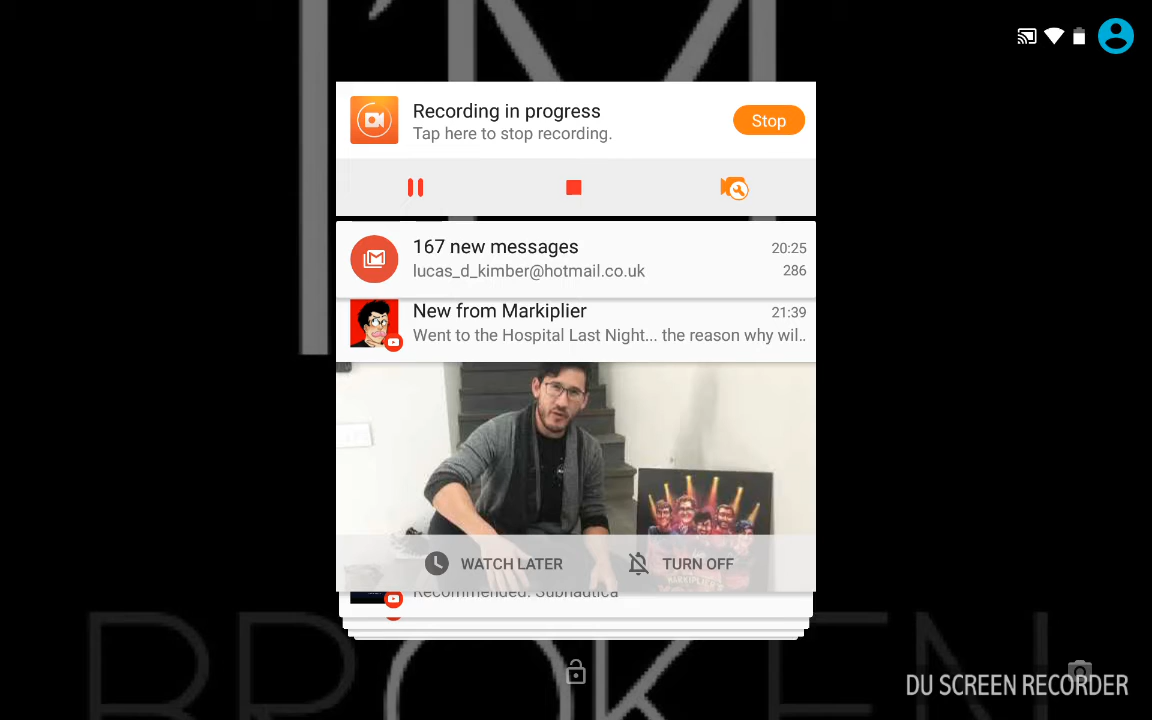 I'M
Recording in progress
Tap here to stop recording.
Stop
167 new messages
20:25
lucas_d_kimber@hotmail.co.uk
286
New from Markiplier
21:39
Went to the Hospital Last Night... the reason why wil..
MARKIPLIER
WATCH LATER
TURN OFF
Recommended: Subnautica
BROKEN
DU SCREEN RECORDER